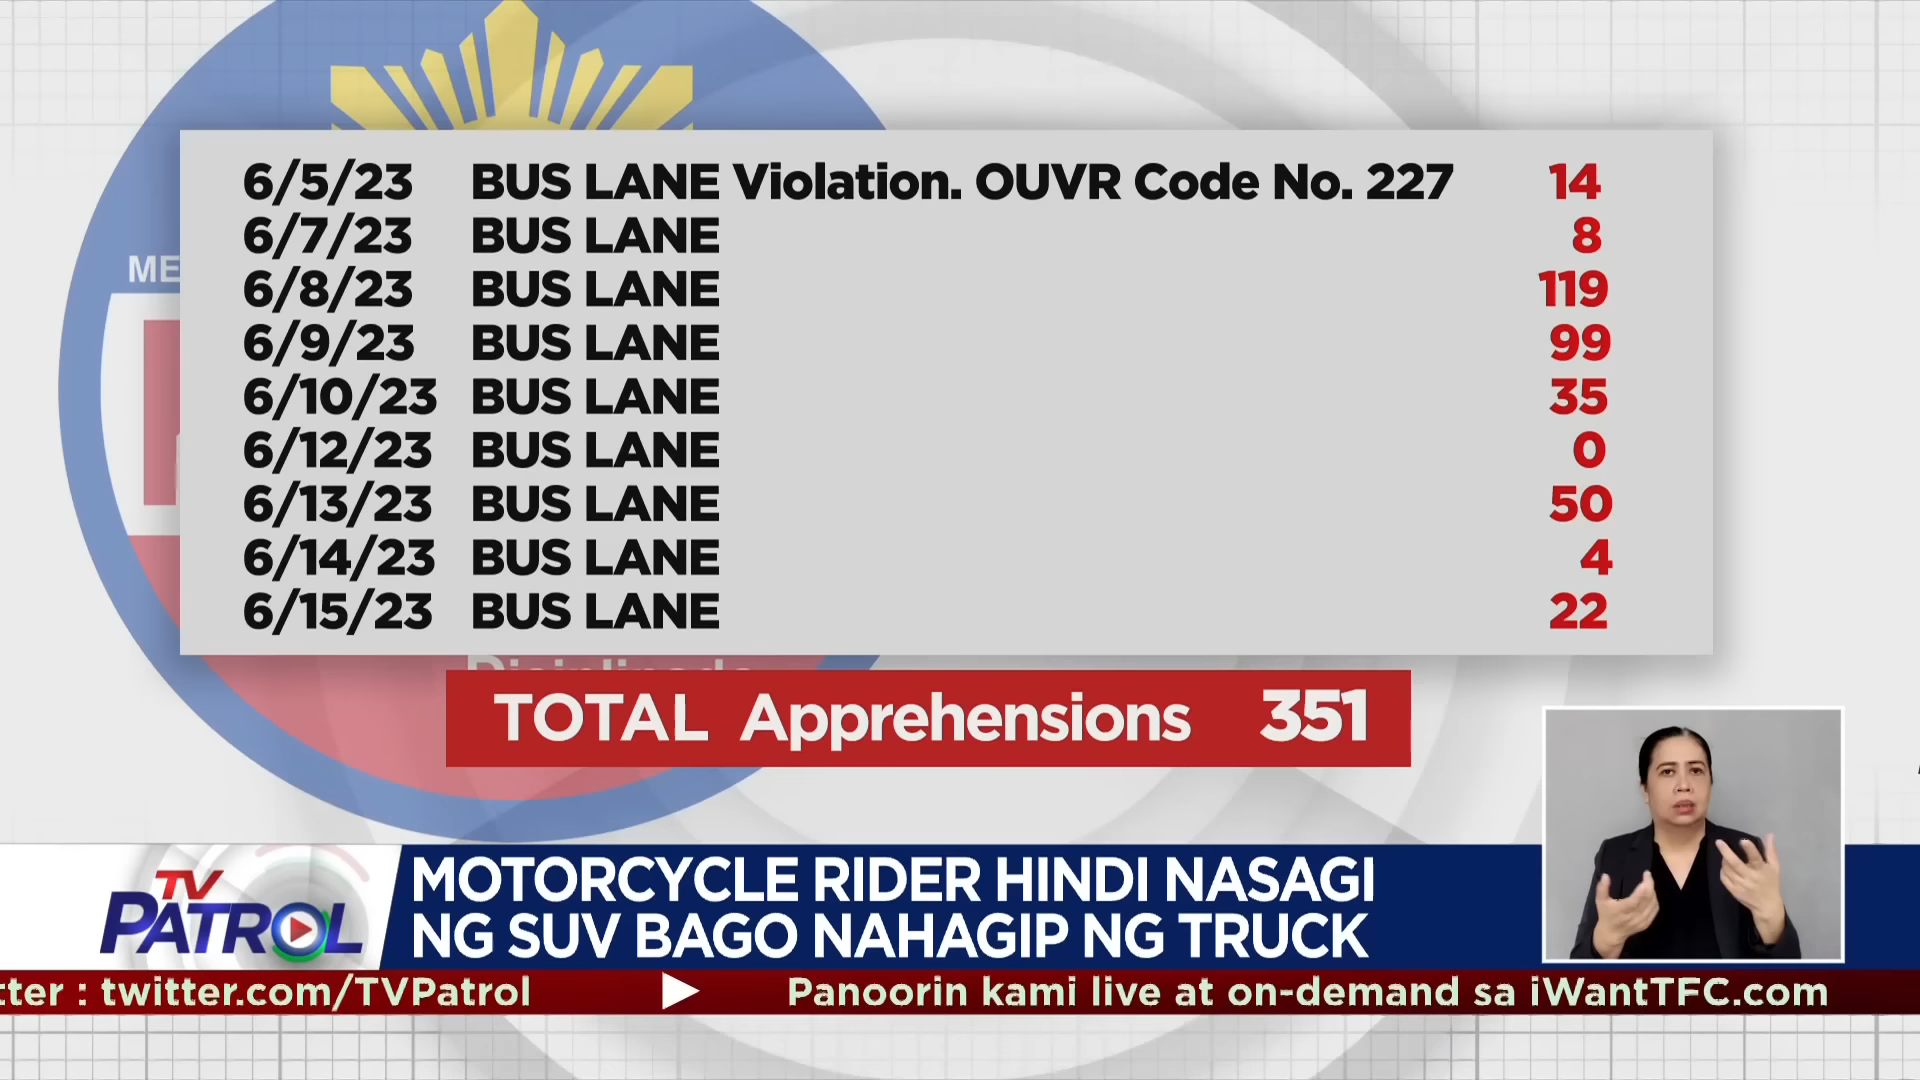 ME
6/5/23 BUS LANE Violation. OUVR Code No. 227 14
6/7/23 BUS LANE 8
6/8/23 BUS LANE 119
6/9/23 BUS LANE 99
6/10/23 BUS LANE 35
6/12/23 BUS LANE 0
6/13/23 BUS LANE 50
6/14/23 BUS LANE 4
6/15/23 BUS LANE 22
TOTAL Apprehensions 351
TV PATROL
MOTORCYCLE RIDER HINDI NASAGI
NG SUV BAGO NAHAGIP NG TRUCK
tter : twitter.com/TVPatrol Panoorin kami live at on-demand sa iWantTFC.com